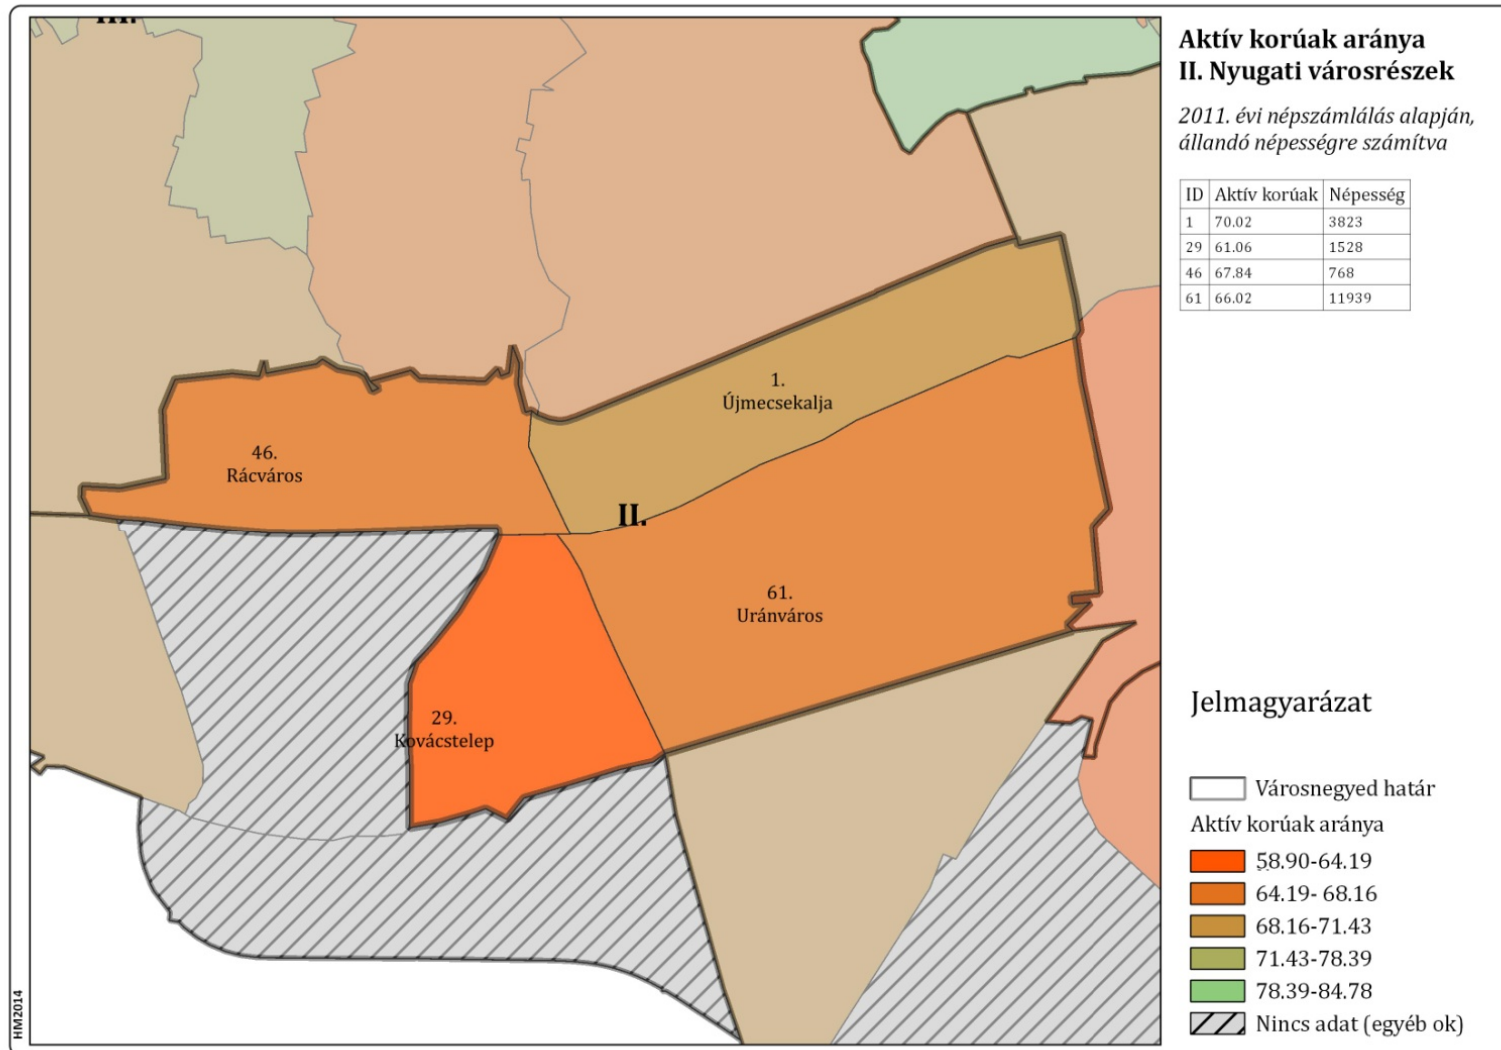 III.
Aktív korúak aránya
II. Nyugati városrészek
2011. évi népszámlálás alapján,
állandó népességre számítva
ID Aktív korúak Népesség
1 70.02 3823
29 61.06 1528
46 67.84 768
61 66.02 11939
1.
Újmecsekalja
46.
Rácváros
II.
61.
Uránváros
29.
Kovácstelep
Jelmagyarázat
Városnegyed határ
Aktív korúak aránya
58.90-64.19
64.19- 68.16
68.16-71.43
71.43-78.39
78.39-84.78
Nincs adat (egyéb ok)
HM2014